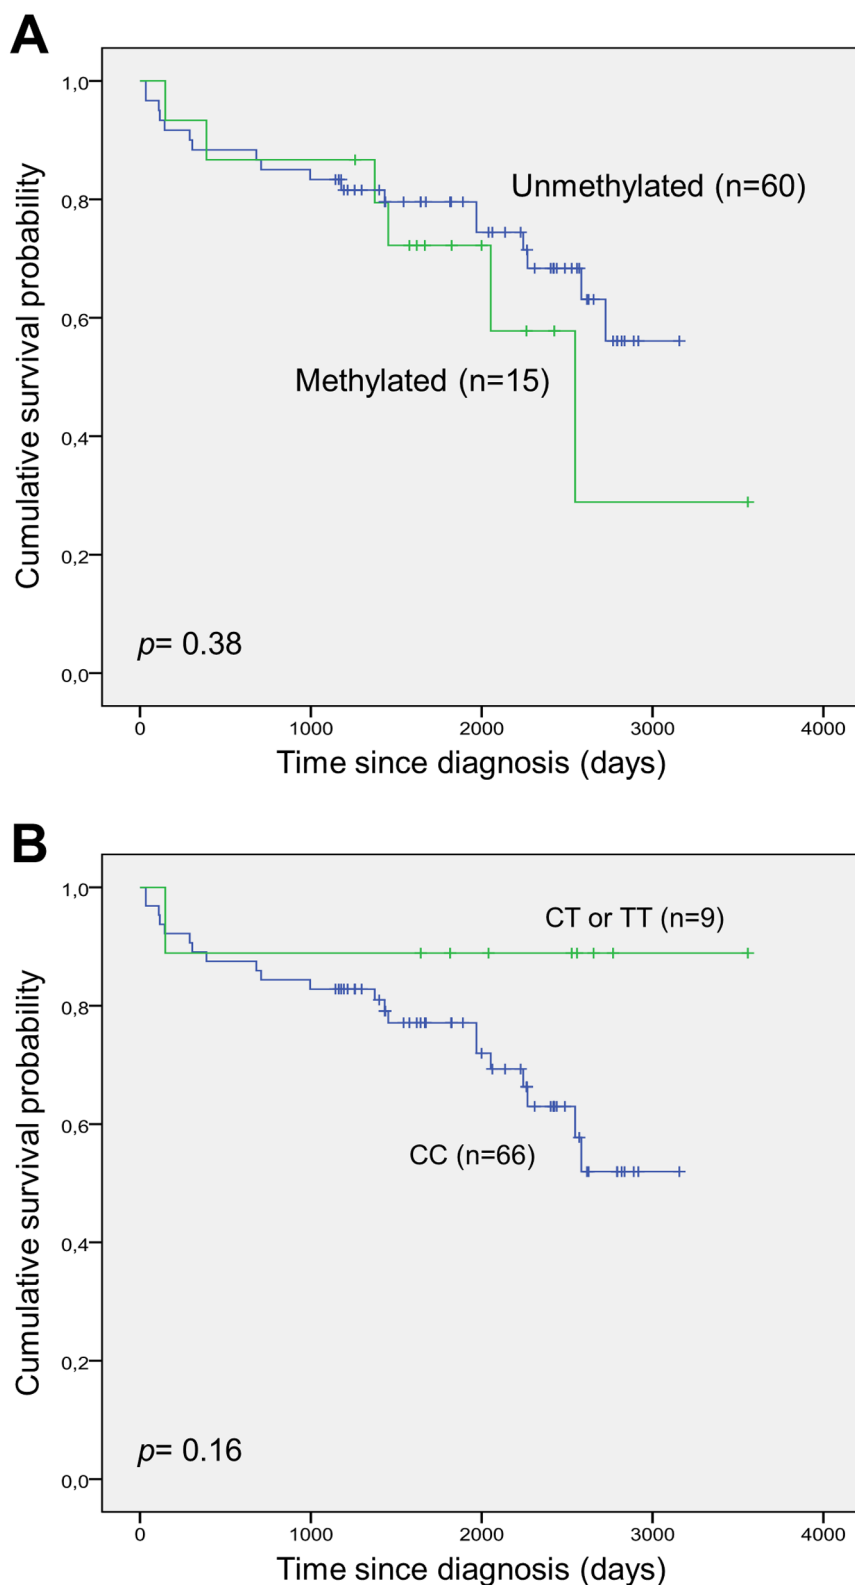 A
1,0
0,8
0,6
0,4
0,2
0,0
Cumulative survival probability
Unmethylated (n=60)
Methylated (n=15)
p= 0.38
0 1000 2000 3000 4000
Time since diagnosis (days)
B
1,0
0,8
0,6
0,4
0,2
0,0
Cumulative survival probability
CT or TT (n=9)
CC (n=66)
p= 0.16
0 1000 2000 3000 4000
Time since diagnosis (days)